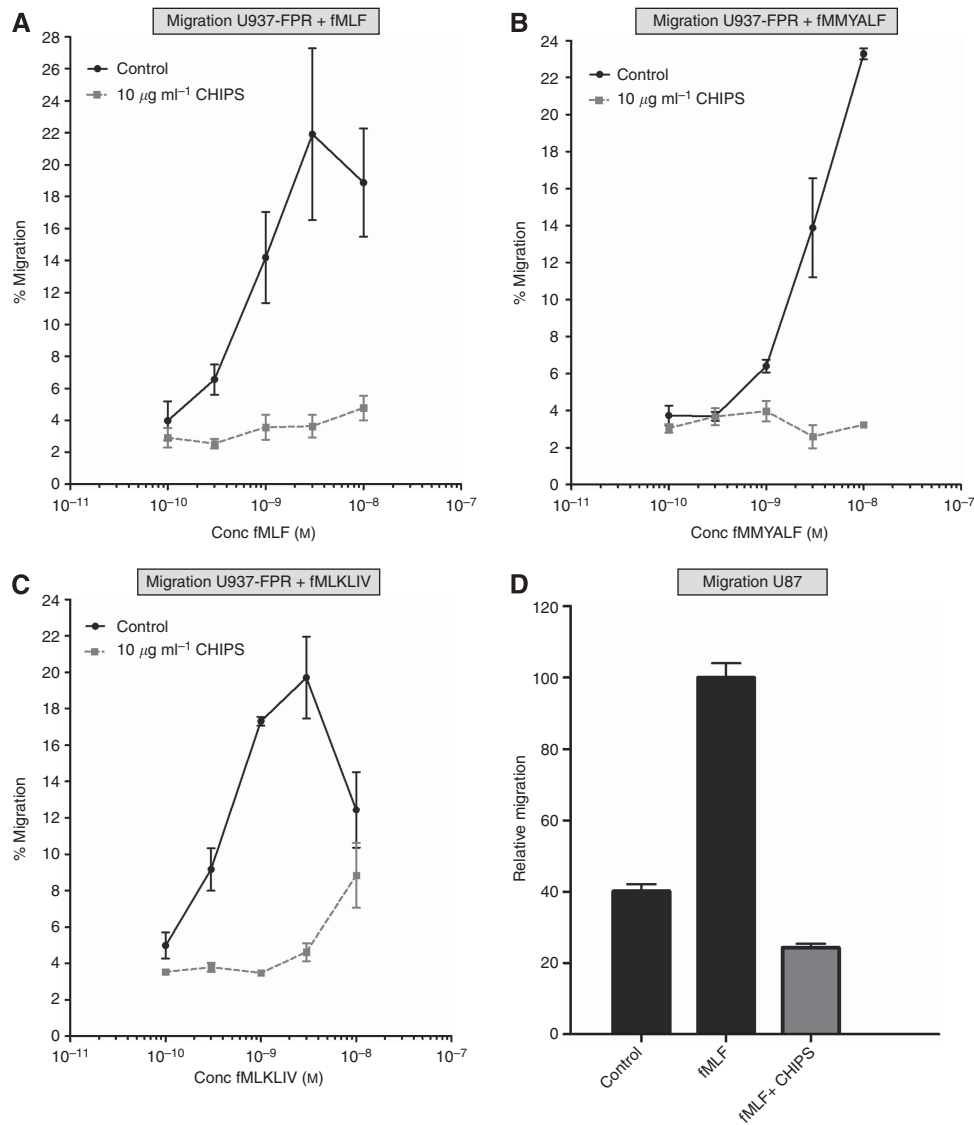 A
Migration U937-FPR + fMLF
28
26
24
22
20
18
16
14
12
10
8
6
4
2
0
% Migration
Control
10 µg ml⁻¹ CHIPS
10⁻¹¹ 10⁻¹⁰ 10⁻⁹ 10⁻⁸ 10⁻⁷
Conc fMLF (M)
B
Migration U937-FPR + fMMYALF
24
22
20
18
16
14
12
10
8
6
4
2
0
% Migration
Control
10 µg ml⁻¹ CHIPS
10⁻¹¹ 10⁻¹⁰ 10⁻⁹ 10⁻⁸ 10⁻⁷
Conc fMMYALF (M)
C
Migration U937-FPR + fMLKLIV
24
22
20
18
16
14
12
10
8
6
4
2
0
% Migration
Control
10 µg ml⁻¹ CHIPS
10⁻¹¹ 10⁻¹⁰ 10⁻⁹ 10⁻⁸ 10⁻⁷
Conc fMLKLIV (M)
D
Migration U87
120
100
80
60
40
20
0
Relative migration
Control
fMLF
fMLF+ CHIPS